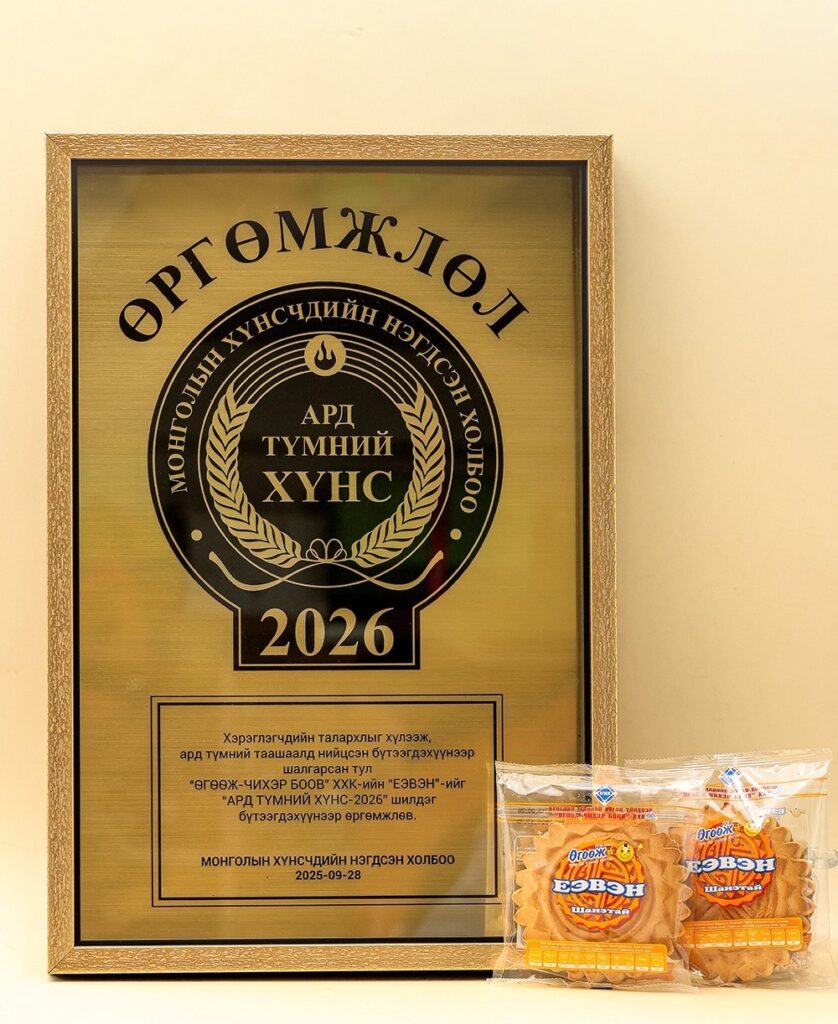 ӨРГӨМЖЛӨЛ
МОНГОЛЫН ХҮНСЧДИЙН НЭГДСЭН ХОЛБОО
АРД
ТҮМНИЙ
ХҮНС
2026
Хэрэглэгчдийн талархлыг хүлээж,
ард түмний таашаалд нийцсэн бүтээгдэхүүнээр
шалгарсан тул
"ӨГӨӨЖ-ЧИХЭР БООВ" ХХК-ийн "ЕЭВЭН"-ийг
"АРД ТҮМНИЙ ХҮНС-2026" шилдэг
бүтээгдэхүүнээр өргөмжлөв.
МОНГОЛЫН ХҮНСЧДИЙН НЭГДСЭН ХОЛБОО
2025-09-28
Өгөөж
ЕЭВЭН
Шанэтай
Өгөөж
ЕЭВЭН
Шанэтай